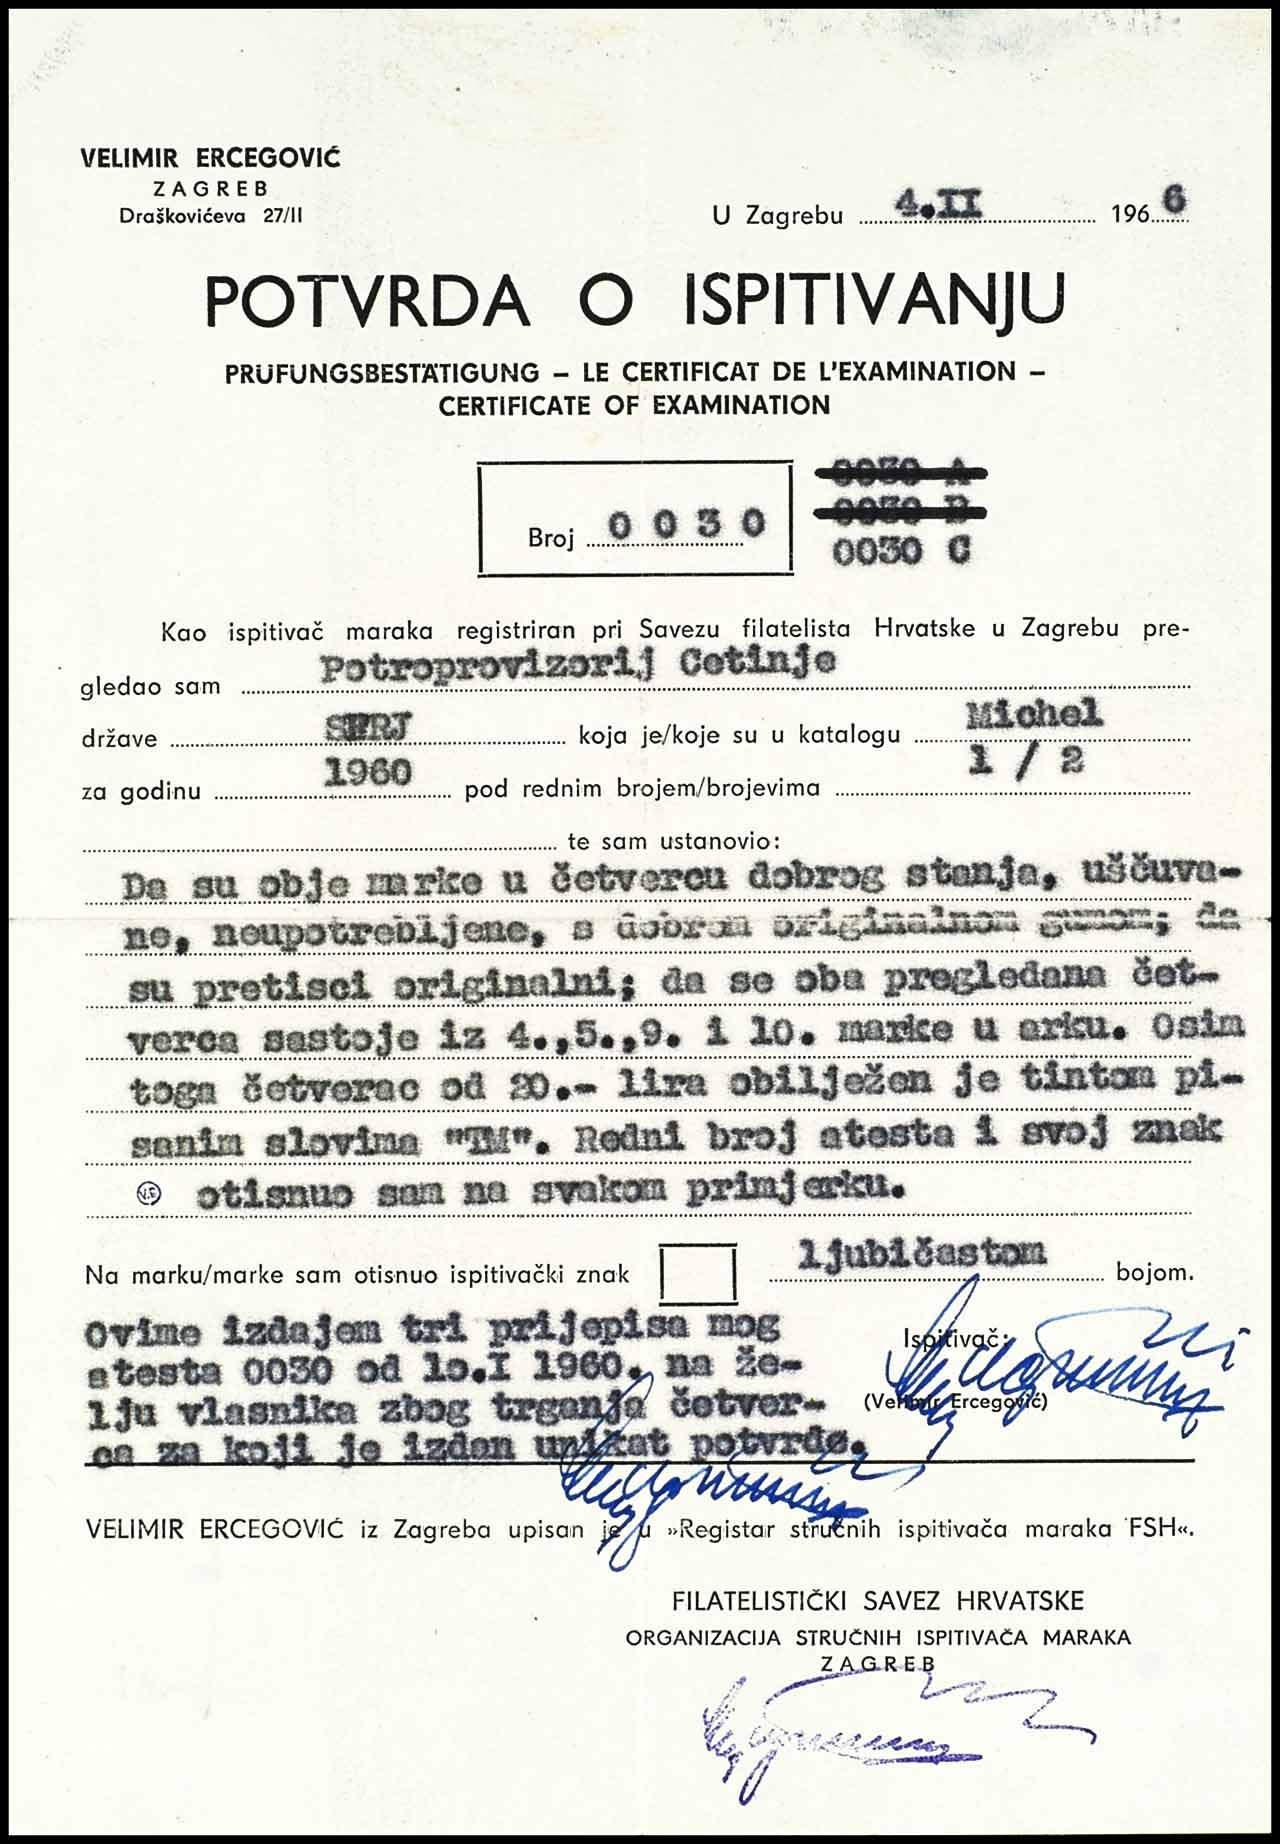 VELIMIR ERCEGOVIĆ
ZAGREB
Draškovićeva 27/II
U Zagrebu 4.II 1966
POTVRDA O ISPITIVANJU
PRÜFUNGSBESTÄTIGUNG – LE CERTIFICAT DE L'EXAMINATION –
CERTIFICATE OF EXAMINATION
0030 A
0030 B
Broj 0 0 3 0
0030 C
Kao ispitivač maraka registriran pri Savezu filatelista Hrvatske u Zagrebu pre-
gledao sam Potroprovizorij Cetinje
države SFRJ koja je/koje su u katalogu Michel
za godinu 1960 pod rednim brojem/brojevima 1 / 2
te sam ustanovio:
Da su obje marke u četvercu dobrog stanja, uščuva-
ne, neupotrebljene, s dobrom originalnom gumom; da
su pretisci originalni; da se oba pregledana čet-
verca sastoje iz 4.,5.,9. i 10. marke u arku. Osim
toga četverac od 20.- lira obilježen je tintom pi-
sanim slovima "TM". Redni broj atesta i svoj znak
V.E otisnuo sam na svakom primjerku.
Na marku/marke sam otisnuo ispitivački znak ljubičastom bojom.
Ovime izdajem tri prijepisa mog
atesta 0030 od 10.I 1960. na že-
lju vlasnika zbog trganja četver-
ca za koji je izdan unikat potvrde.
Ispitivač:
(Velimir Ercegović)
VELIMIR ERCEGOVIĆ iz Zagreba upisan je u »Registar stručnih ispitivača maraka FSH«.
FILATELISTIČKI SAVEZ HRVATSKE
ORGANIZACIJA STRUČNIH ISPITIVAČA MARAKA
ZAGREB